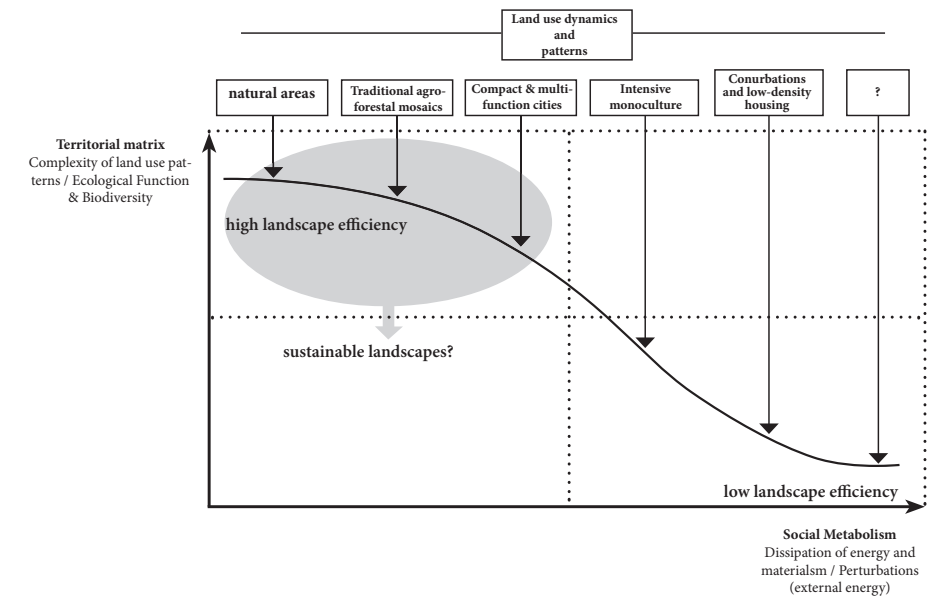 Land use dynamics
and
patterns
natural areas
Traditional agro-
forestal mosaics
Compact & multi-
function cities
Intensive
monoculture
Conurbations
and low-density
housing
?
Territorial matrix
Complexity of land use pat-
terns / Ecological Function
& Biodiversity
high landscape efficiency
sustainable landscapes?
low landscape efficiency
Social Metabolism
Dissipation of energy and
materialsm / Perturbations
(external energy)